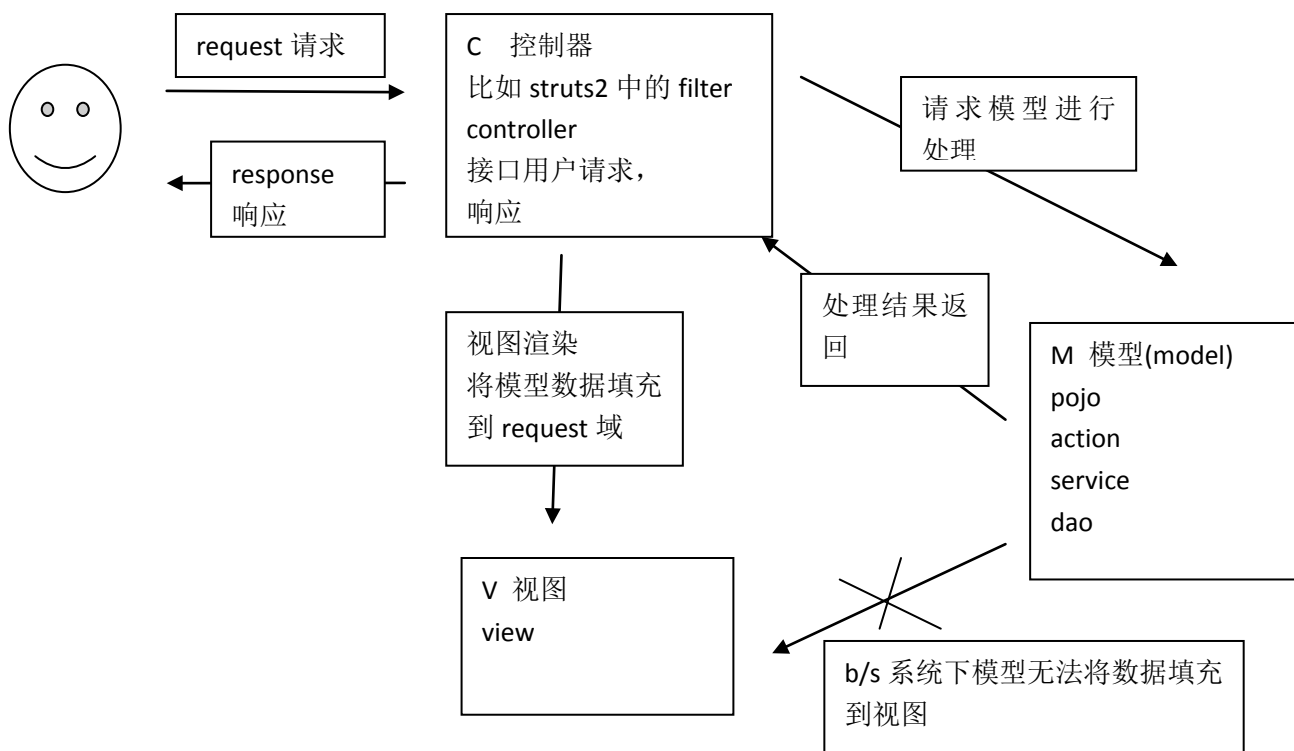 request 请求
C 控制器
比如 struts2 中的 filter
controller
接口用户请求，
响应
请求模型进行
处理
response
响应
处理结果返
回
视图渲染
将模型数据填充
到 request 域
M 模型(model)
pojo
action
service
dao
V 视图
view
b/s 系统下模型无法将数据填充
到视图